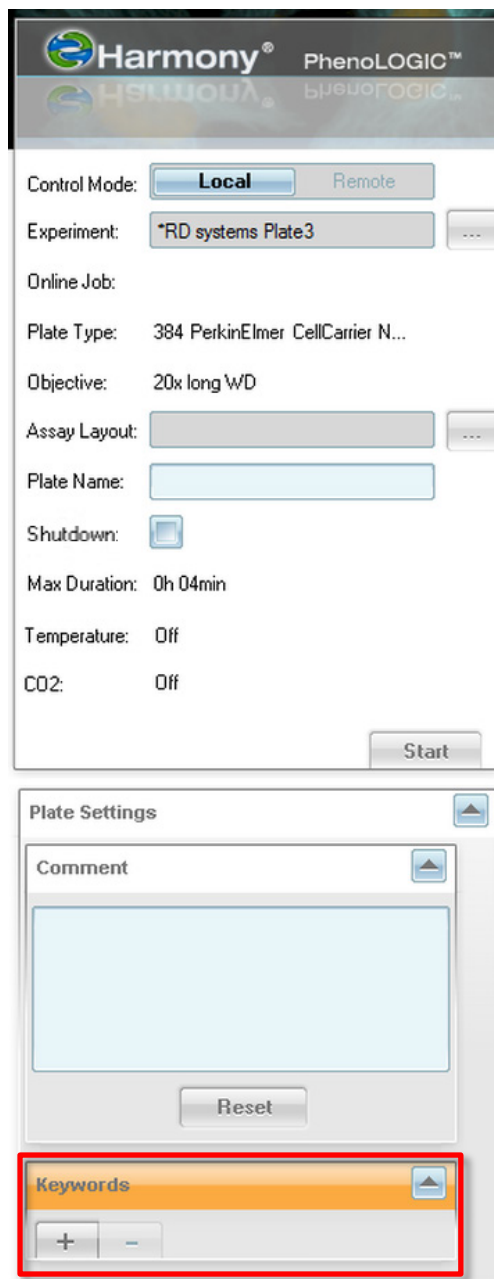 Harmony® PhenoLOGIC™
Control Mode: Local Remote
Experiment: *RD systems Plate3 ...
Online Job:
Plate Type: 384 PerkinElmer CellCarrier N...
Objective: 20x long WD
Assay Layout: ...
Plate Name:
Shutdown:
Max Duration: 0h 04min
Temperature: Off
CO2: Off
Start
Plate Settings
Comment
Reset
Keywords
+ -